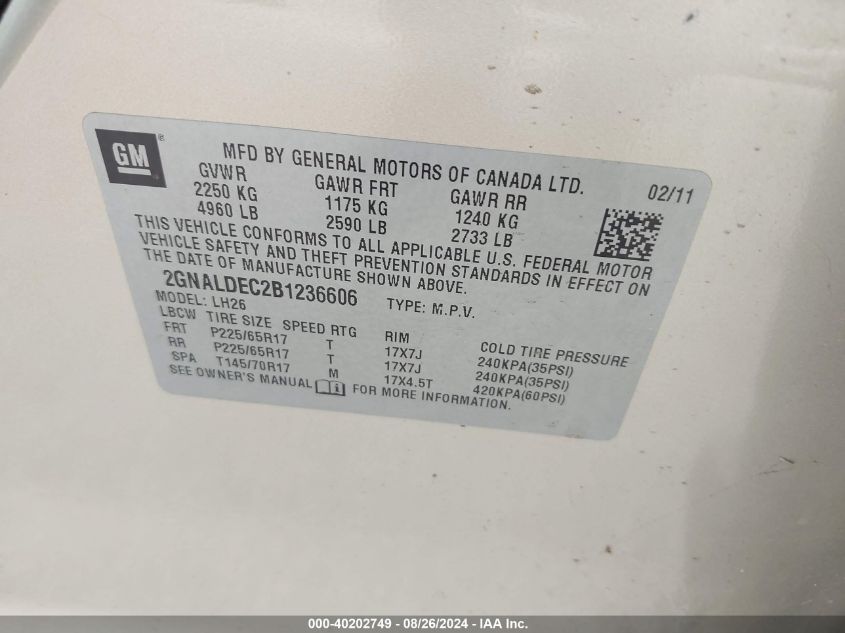 GM ®
MFD BY GENERAL MOTORS OF CANADA LTD.
GVWR GAWR FRT GAWR RR 02/11
2250 KG 1175 KG 1240 KG
4960 LB 2590 LB 2733 LB
THIS VEHICLE CONFORMS TO ALL APPLICABLE U.S. FEDERAL MOTOR
VEHICLE SAFETY AND THEFT PREVENTION STANDARDS IN EFFECT ON
THE DATE OF MANUFACTURE SHOWN ABOVE.
2GNALDEC2B1236606 TYPE: M.P.V.
MODEL: LH26
LBCW TIRE SIZE SPEED RTG RIM COLD TIRE PRESSURE
FRT P225/65R17 T 17X7J 240KPA(35PSI)
RR P225/65R17 T 17X7J 240KPA(35PSI)
SPA T145/70R17 M 17X4.5T 420KPA(60PSI)
SEE OWNER'S MANUAL FOR MORE INFORMATION.
000-40202749 - 08/26/2024 - IAA Inc.